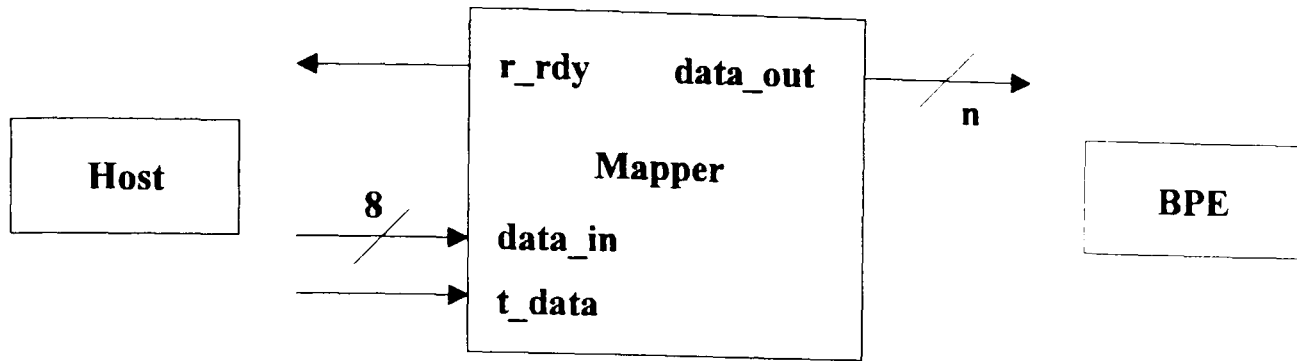 r_rdy data_out
n
Host
Mapper
BPE
8
data_in
t_data